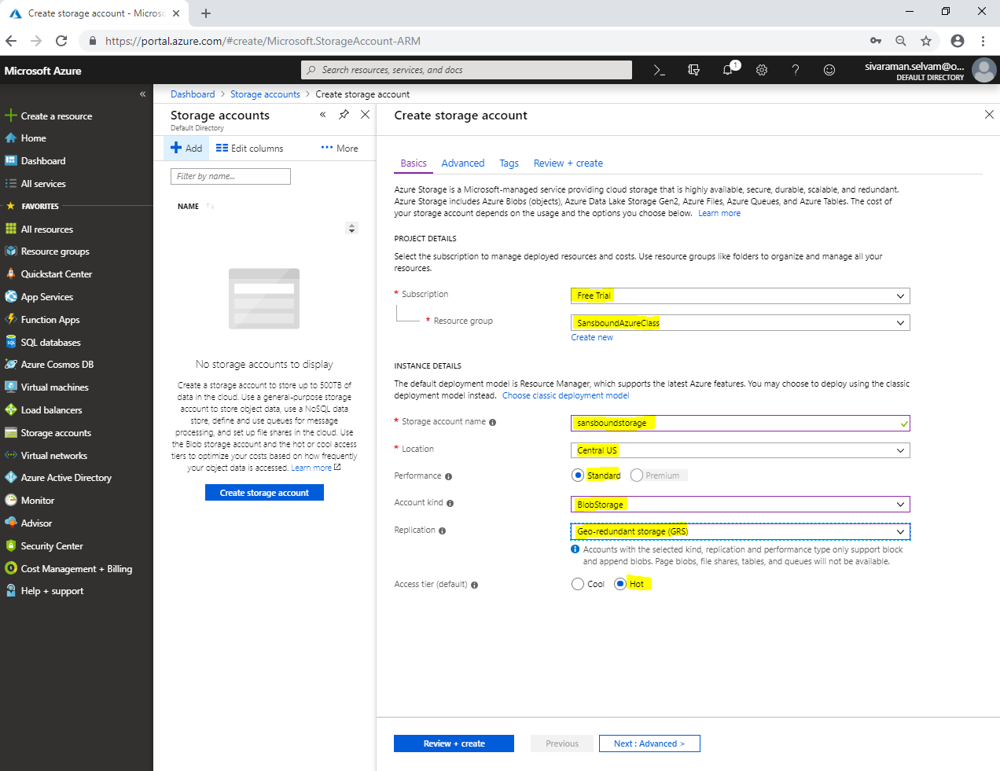 Create storage account - Micros
https://portal.azure.com/#create/Microsoft.StorageAccount-ARM
Microsoft Azure
Search resources, services, and docs
1
sivaraman.selvam@o...
DEFAULT DIRECTORY
Create a resource
Home
Dashboard
All services
FAVORITES
All resources
Resource groups
Quickstart Center
App Services
Function Apps
SQL databases
Azure Cosmos DB
Virtual machines
Load balancers
Storage accounts
Virtual networks
Azure Active Directory
Monitor
Advisor
Security Center
Cost Management + Billing
Help + support
Dashboard > Storage accounts > Create storage account
Storage accounts
Default Directory
Add
Edit columns
More
Filter by name...
NAME
No storage accounts to display
Create a storage account to store up to 500TB of
data in the cloud. Use a general-purpose storage
account to store object data, use a NoSQL data
store, define and use queues for message
processing, and set up file shares in the cloud. Use
the Blob storage account and the hot or cool access
tiers to optimize your costs based on how frequently
your object data is accessed. Learn more
Create storage account
Create storage account
Basics
Advanced
Tags
Review + create
Azure Storage is a Microsoft-managed service providing cloud storage that is highly available, secure, durable, scalable, and redundant.
Azure Storage includes Azure Blobs (objects), Azure Data Lake Storage Gen2, Azure Files, Azure Queues, and Azure Tables. The cost of
your storage account depends on the usage and the options you choose below. Learn more
PROJECT DETAILS
Select the subscription to manage deployed resources and costs. Use resource groups like folders to organize and manage all your
resources.
* Subscription
Free Trial
* Resource group
SansboundAzureClass
Create new
INSTANCE DETAILS
The default deployment model is Resource Manager, which supports the latest Azure features. You may choose to deploy using the classic
deployment model instead. Choose classic deployment model
* Storage account name
sansboundstorage
* Location
Central US
Performance
Standard
Premium
Account kind
BlobStorage
Replication
Geo-redundant storage (GRS)
Accounts with the selected kind, replication and performance type only support block
and append blobs. Page blobs, file shares, tables, and queues will not be available.
Access tier (default)
Cool
Hot
Review + create
Previous
Next : Advanced >